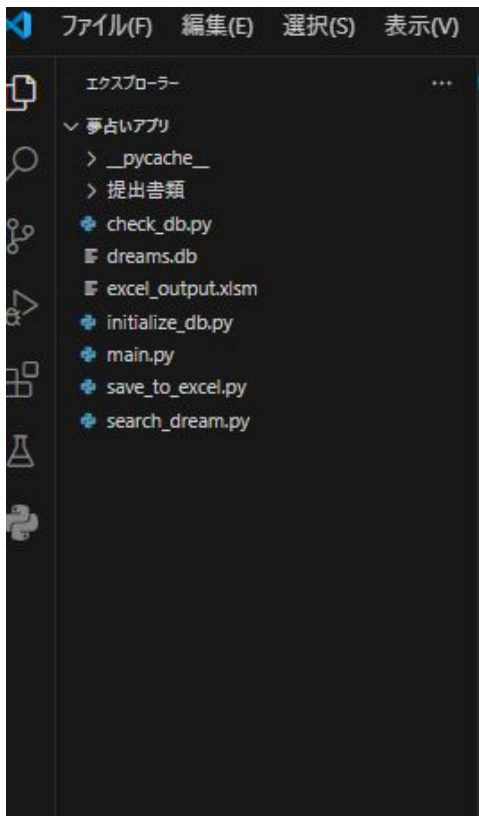 ファイル(F) 編集(E) 選択(S) 表示(V)
エクスプローラー ...
夢占いアプリ
__pycache__
提出書類
check_db.py
dreams.db
excel_output.xlsm
initialize_db.py
main.py
save_to_excel.py
search_dream.py